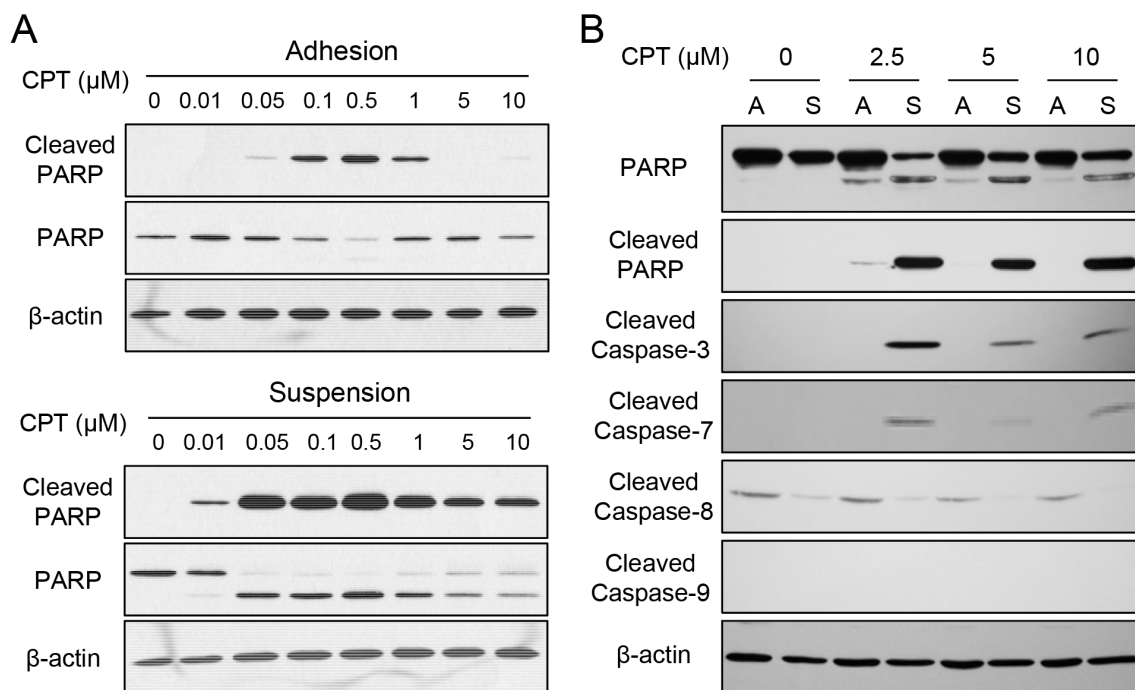 A
Adhesion
CPT (μM)
0 0.01 0.05 0.1 0.5 1 5 10
Cleaved
PARP
PARP
β-actin
Suspension
CPT (μM)
0 0.01 0.05 0.1 0.5 1 5 10
Cleaved
PARP
PARP
β-actin
B
CPT (μM) 0 2.5 5 10
A S A S A S A S
PARP
Cleaved
PARP
Cleaved
Caspase-3
Cleaved
Caspase-7
Cleaved
Caspase-8
Cleaved
Caspase-9
β-actin